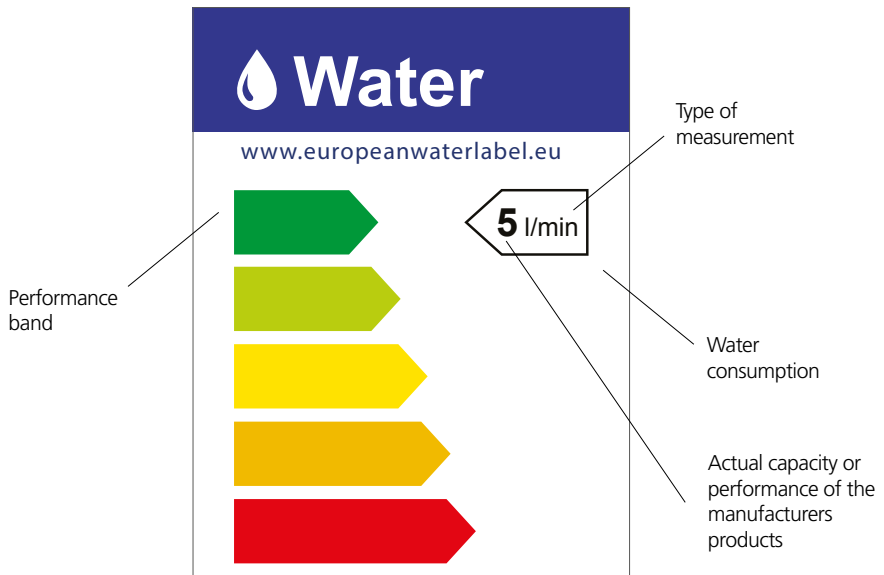 Water
www.europeanwaterlabel.eu
Type of
measurement
5 l/min
Performance
band
Water
consumption
Actual capacity or
performance of the
manufacturers
products